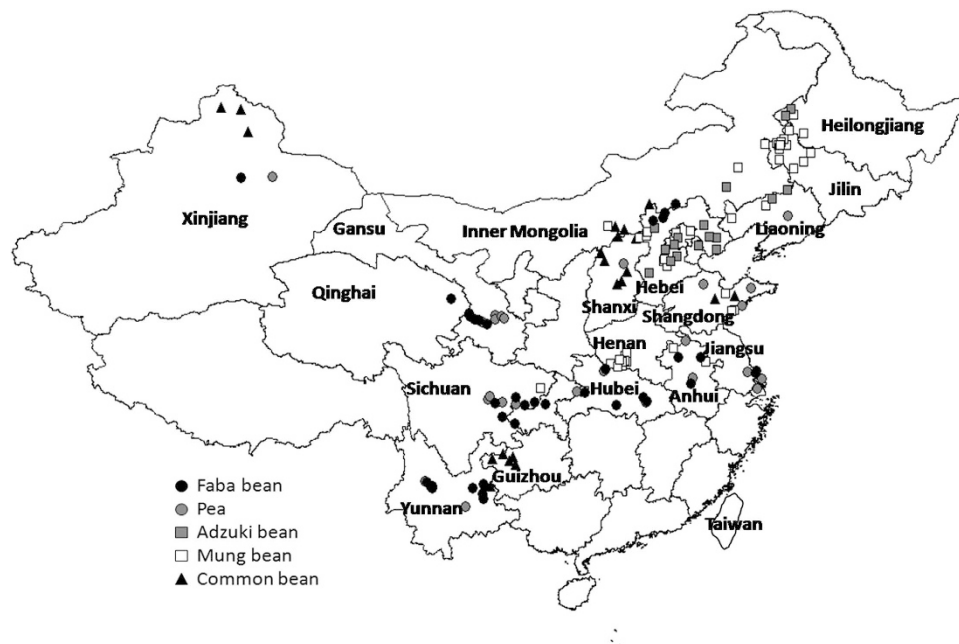 Heilongjiang
Jilin
Xinjiang
Gansu
Inner Mongolia
Liaoning
Qinghai
Hebei
Shanxi
Shangdong
Henan
Jiangsu
Sichuan
Hubei
Anhui
Guizhou
Yunnan
Taiwan
Faba bean
Pea
Adzuki bean
Mung bean
Common bean